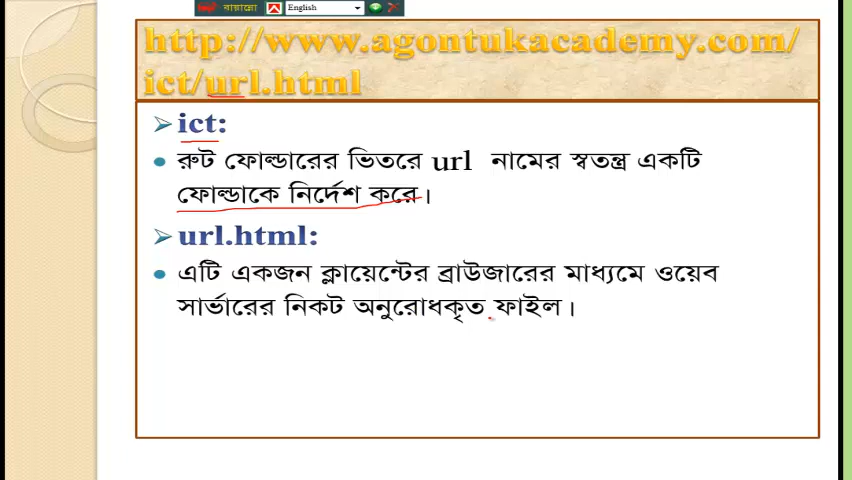 বায়ান্নো English
http://www.agontukacademy.com/
ict/url.html
ict:
রুট ফোল্ডারের ভিতরে url নামের স্বতন্ত্র একটি
ফোল্ডাকে নির্দেশ করে।
url.html:
এটি একজন ক্লায়েন্টের ব্রাউজারের মাধ্যমে ওয়েব
সার্ভারের নিকট অনুরোধকৃত ফাইল।